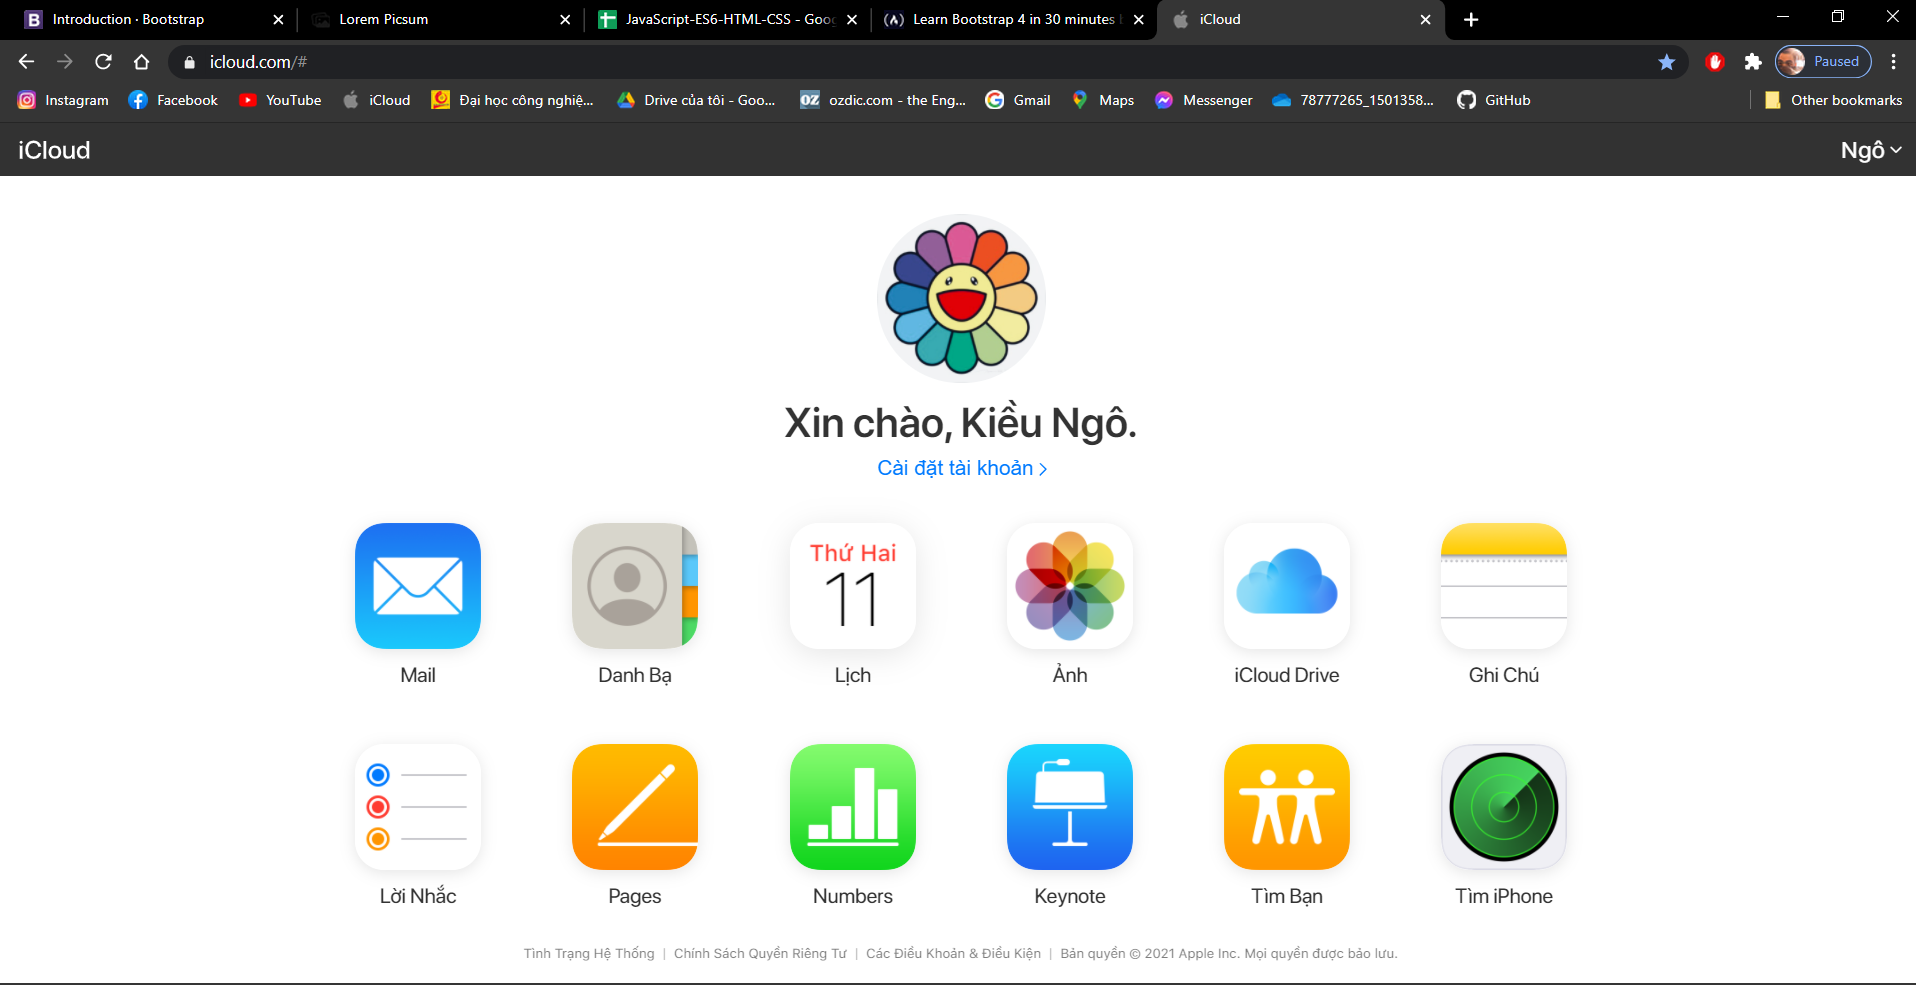 Introduction · Bootstrap
Lorem Picsum
JavaScript-ES6-HTML-CSS - Goo
Learn Bootstrap 4 in 30 minutes
iCloud
icloud.com/#
Paused
Instagram
Facebook
YouTube
iCloud
Đại học công nghiệ...
Drive của tôi - Goo...
OZ ozdic.com - the Eng...
Gmail
Maps
Messenger
78777265_1501358...
GitHub
Other bookmarks
iCloud
Ngô
Xin chào, Kiều Ngô.
Cài đặt tài khoản
Thứ Hai
11
Mail
Danh Bạ
Lịch
Ảnh
iCloud Drive
Ghi Chú
Lời Nhắc
Pages
Numbers
Keynote
Tìm Bạn
Tìm iPhone
Tình Trạng Hệ Thống | Chính Sách Quyền Riêng Tư | Các Điều Khoản & Điều Kiện | Bản quyền © 2021 Apple Inc. Mọi quyền được bảo lưu.